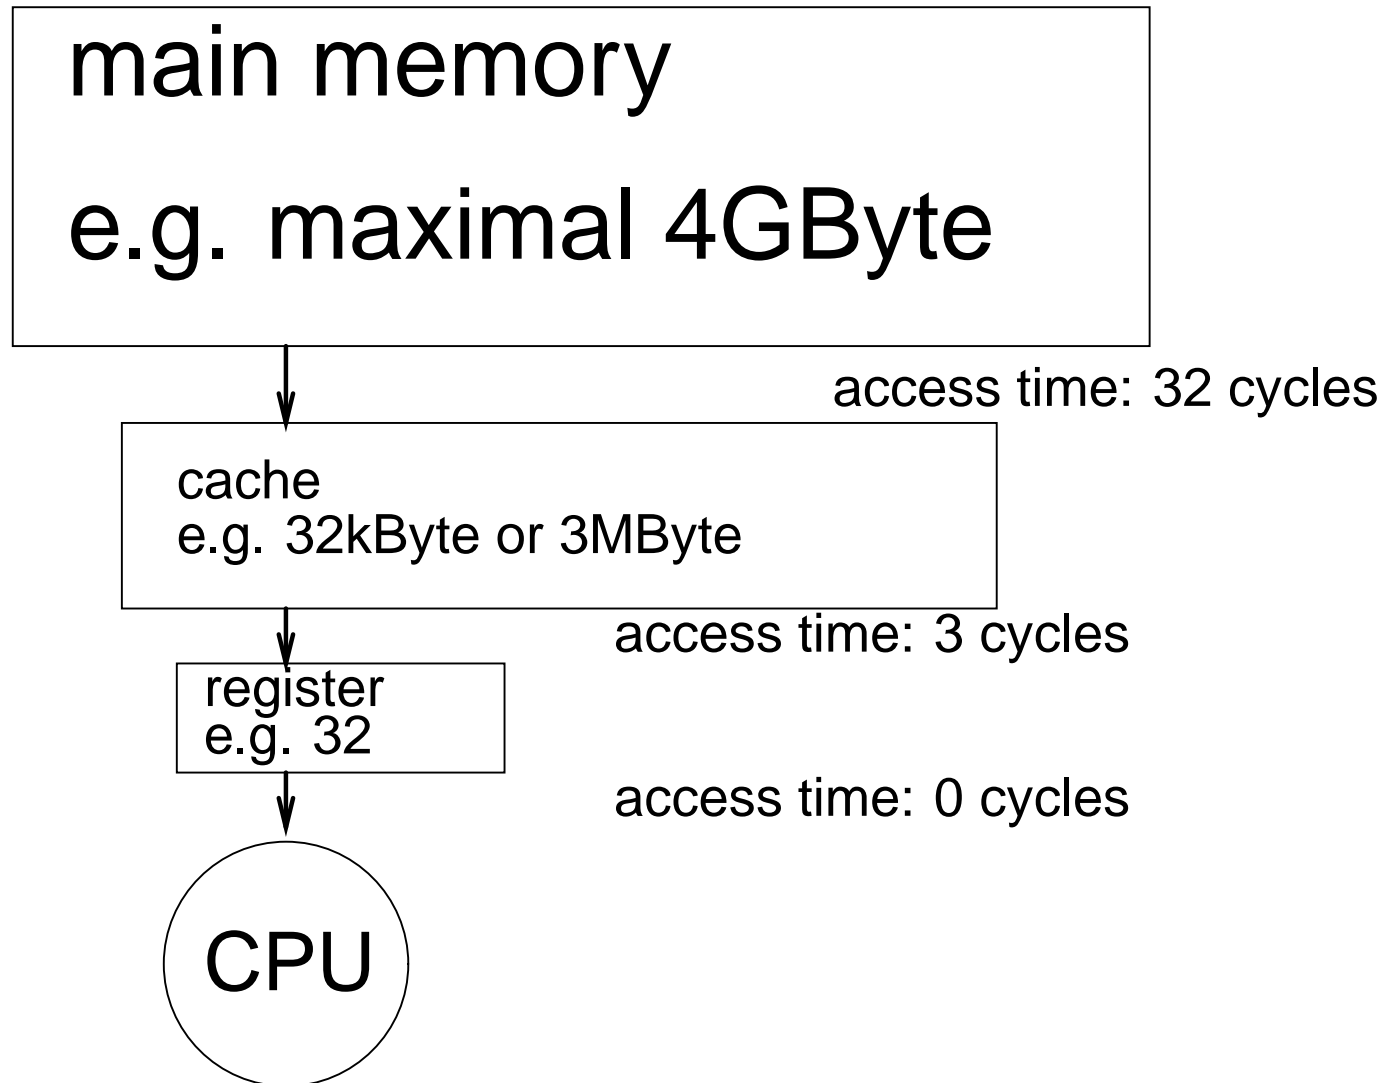 main memory
e.g. maximal 4GByte
access time: 32 cycles
cache
e.g. 32kByte or 3MByte
access time: 3 cycles
register
e.g. 32
access time: 0 cycles
CPU